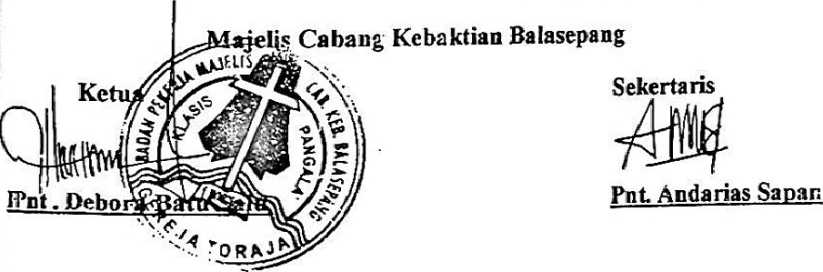 Majelis Cabang Kebaktian Balasepang
Ketua
Sekertaris
BADAN PEKERJA MAJELIS CAB. KEB. BALASEPANG
KLASIS PANGALA'
GEREJA TORAJA
Pnt. Debora Batu Salu
Pnt. Andarias Sapan